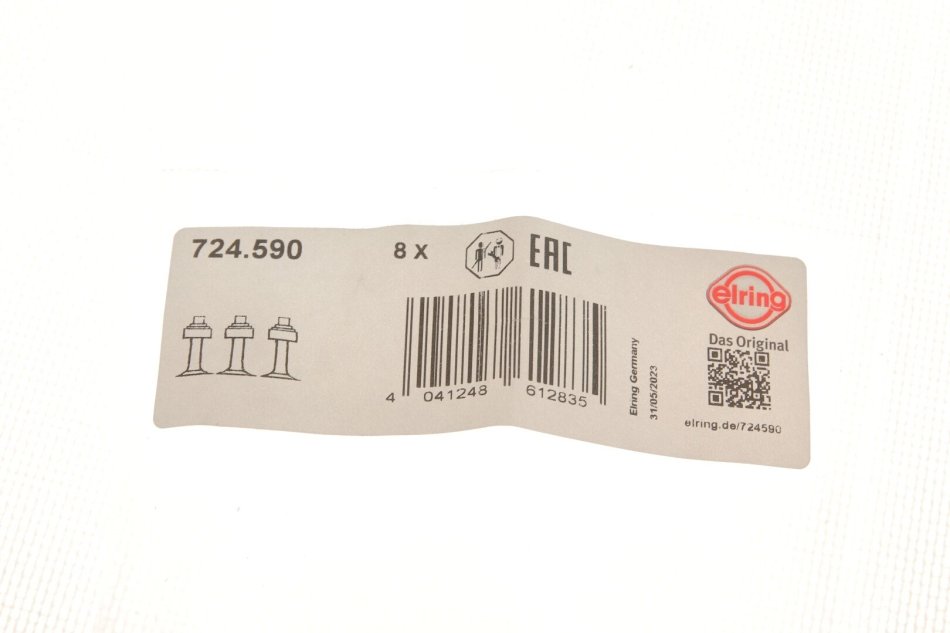 724.590
8 X
EAC
elring
Das Original
4 041248 612835
Elring Germany
31/05/2023
elring.de/724590